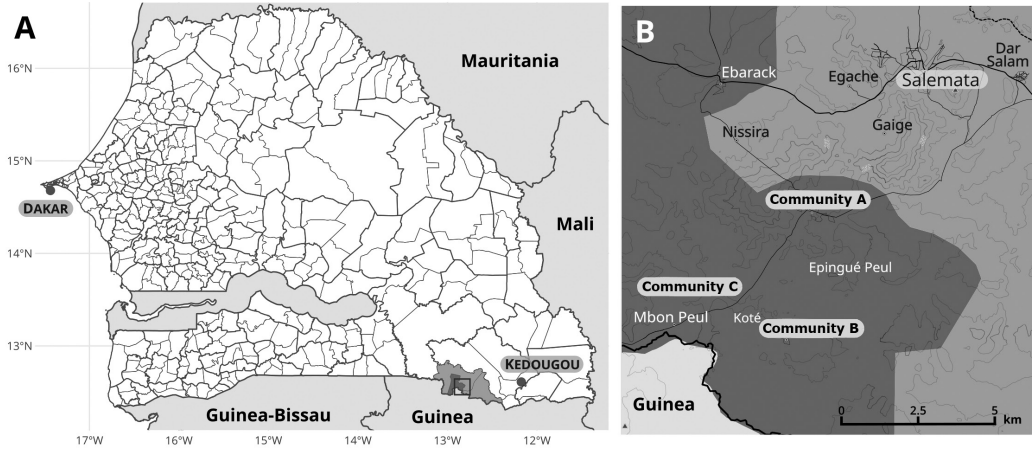 A
Mauritania
16°N
15°N
DAKAR
14°N
Mali
13°N
KEDOUGOU
Guinea-Bissau
Guinea
17°W
16°W
15°W
14°W
13°W
12°W
B
Ebarack
Egache
Salemata
Dar
Salam
Nissira
Gaige
Community A
Epingué Peul
Community C
Mbon Peul
Koté
Community B
Guinea
0
2.5
5
km